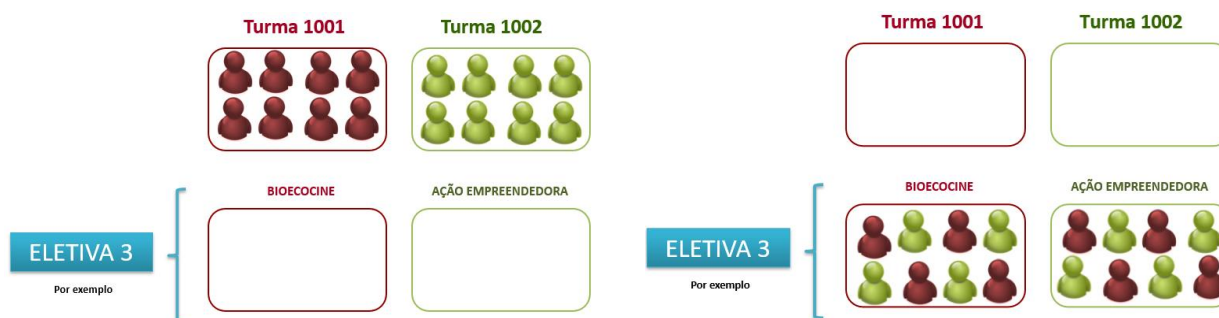 Turma 1001
Turma 1002
BIOECOCINE
AÇÃO EMPREENDEDORA
ELETIVA 3
Por exemplo
Turma 1001
Turma 1002
BIOECOCINE
AÇÃO EMPREENDEDORA
ELETIVA 3
Por exemplo